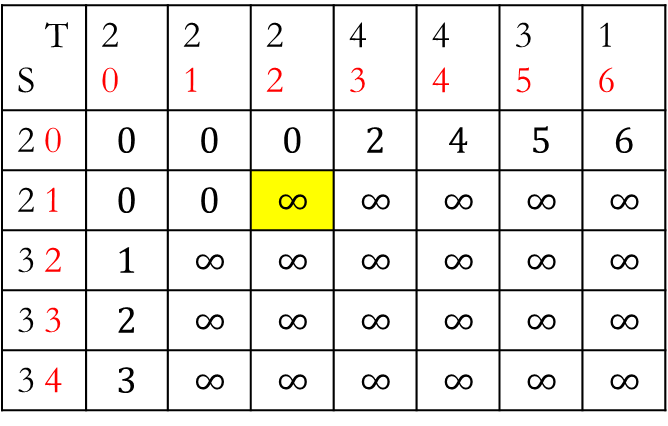 T 2 2 2 4 4 3 1
S 0 1 2 3 4 5 6
2 0 0 0 0 2 4 5 6
2 1 0 0 ∞ ∞ ∞ ∞ ∞
3 2 1 ∞ ∞ ∞ ∞ ∞ ∞
3 3 2 ∞ ∞ ∞ ∞ ∞ ∞
3 4 3 ∞ ∞ ∞ ∞ ∞ ∞